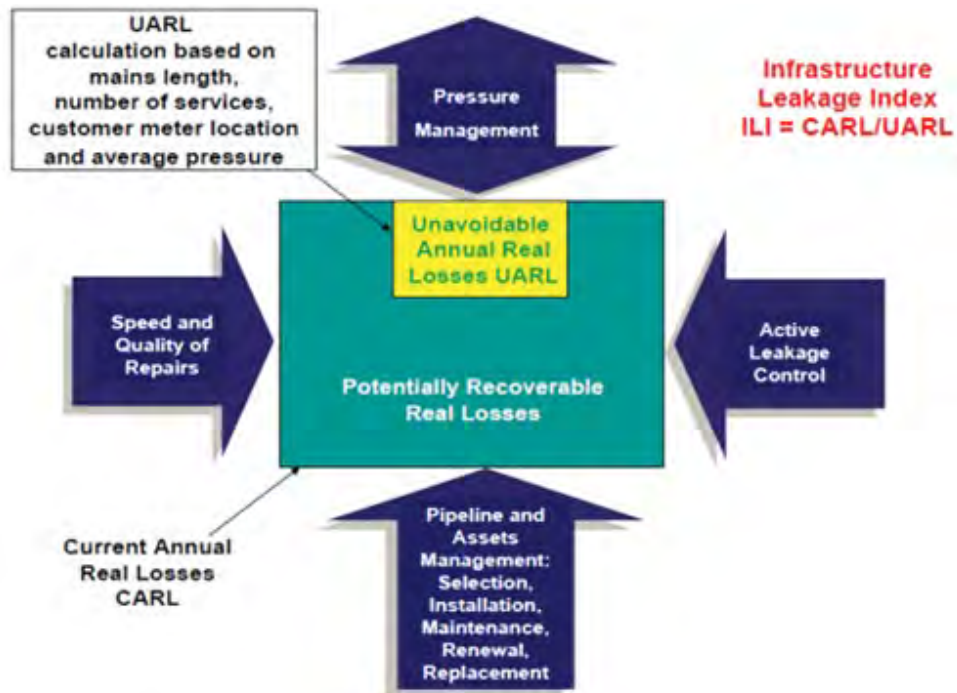 UARL
calculation based on
mains length,
number of services,
customer meter location
and average pressure
Pressure
Management
Infrastructure
Leakage Index
ILI = CARL/UARL
Unavoidable
Annual Real
Losses UARL
Speed and
Quality of
Repairs
Active
Leakage
Control
Potentially Recoverable
Real Losses
Current Annual
Real Losses
CARL
Pipeline and
Assets
Management:
Selection,
Installation,
Maintenance,
Renewal,
Replacement